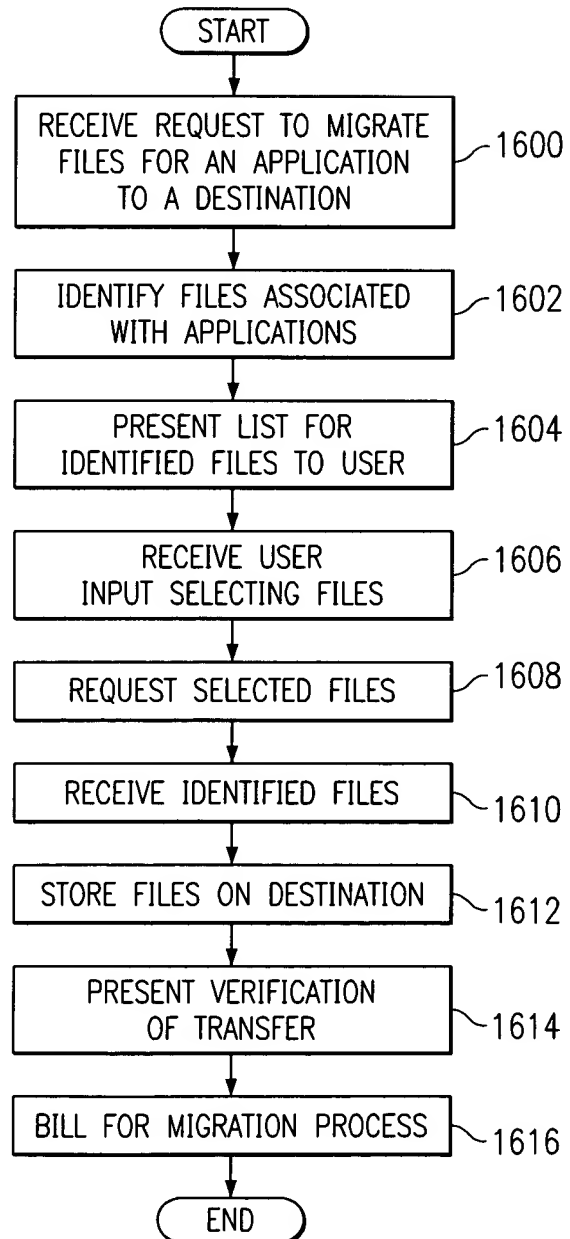 START
RECEIVE REQUEST TO MIGRATE
FILES FOR AN APPLICATION
TO A DESTINATION
1600
IDENTIFY FILES ASSOCIATED
WITH APPLICATIONS
1602
PRESENT LIST FOR
IDENTIFIED FILES TO USER
1604
RECEIVE USER
INPUT SELECTING FILES
1606
REQUEST SELECTED FILES
1608
RECEIVE IDENTIFIED FILES
1610
STORE FILES ON DESTINATION
1612
PRESENT VERIFICATION
OF TRANSFER
1614
BILL FOR MIGRATION PROCESS
1616
END